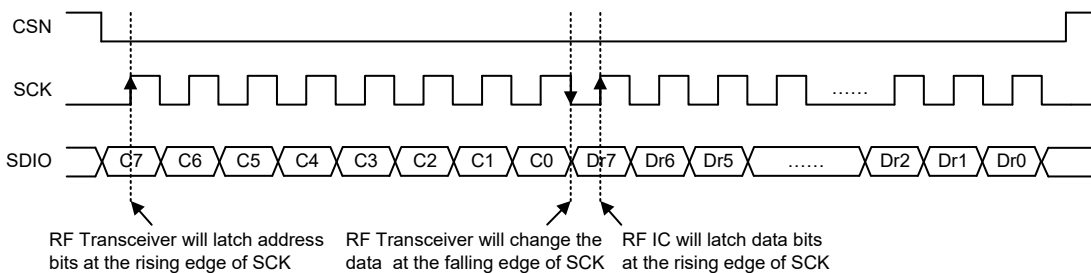 CSN
SCK
......
SDIO C7 C6 C5 C4 C3 C2 C1 C0 Dr7 Dr6 Dr5 ...... Dr2 Dr1 Dr0
RF Transceiver will latch address
bits at the rising edge of SCK
RF Transceiver will change the
data at the falling edge of SCK
RF IC will latch data bits
at the rising edge of SCK